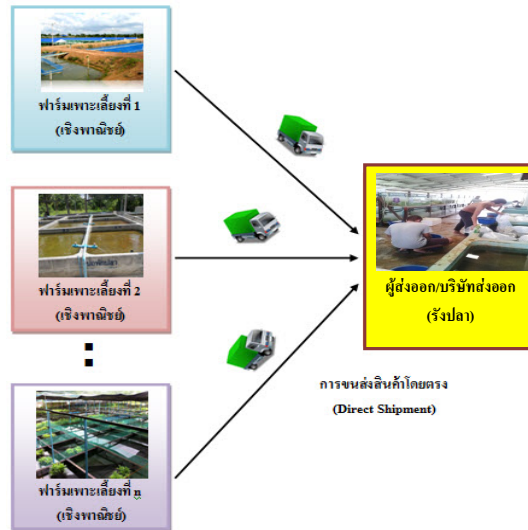 ฟาร์มเพาะเลี้ยงที่ 1
(เชิงพาณิชย์)
ฟาร์มเพาะเลี้ยงที่ 2
(เชิงพาณิชย์)
ฟาร์มเพาะเลี้ยงที่ n
(เชิงพาณิชย์)
ผู้ส่งออก/บริษัทส่งออก
(รังปลา)
การขนส่งสินค้าโดยตรง
(Direct Shipment)